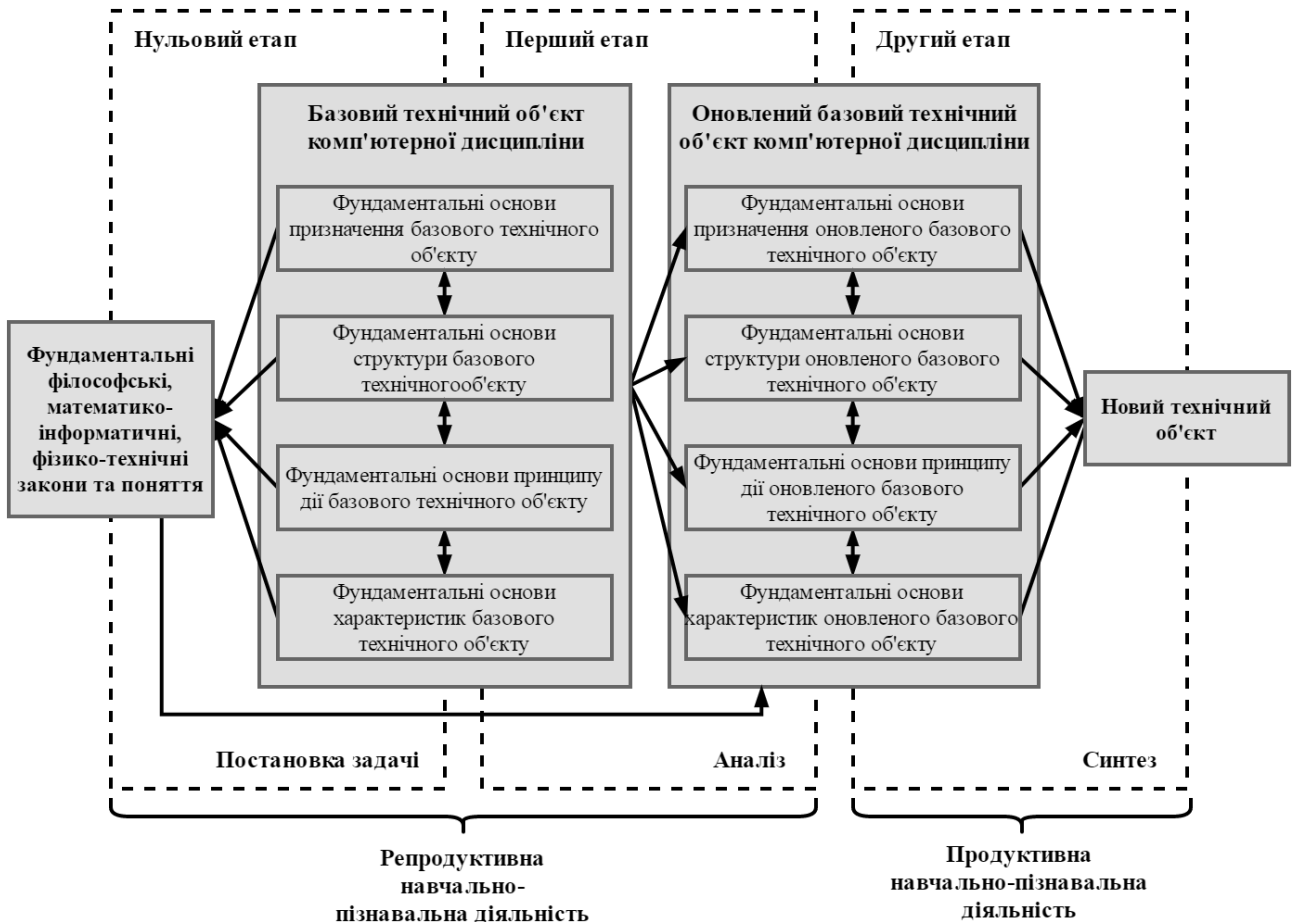 Нульовий етап
Перший етап
Другий етап
Базовий технічний об'єкт
комп'ютерної дисципліни
Оновлений базовий технічний
об'єкт комп'ютерної дисципліни
Фундаментальні основи
призначення базового технічного
об'єкту
Фундаментальні основи
призначення оновленого базового
технічного об'єкту
Фундаментальні
філософські,
математико-
інформатичні,
фізико-технічні
закони та поняття
Фундаментальні основи
структури базового
технічногооб'єкту
Фундаментальні основи
структури оновленого базового
технічного об'єкту
Новий технічний
об'єкт
Фундаментальні основи принципу
дії базового технічного об'єкту
Фундаментальні основи принципу
дії оновленого базового
технічного об'єкту
Фундаментальні основи
характеристик базового
технічного об'єкту
Фундаментальні основи
характеристик оновленого базового
технічного об'єкту
Постановка задачі
Аналіз
Синтез
Репродуктивна
навчально-
пізнавальна діяльність
Продуктивна
навчально-пізнавальна
діяльність